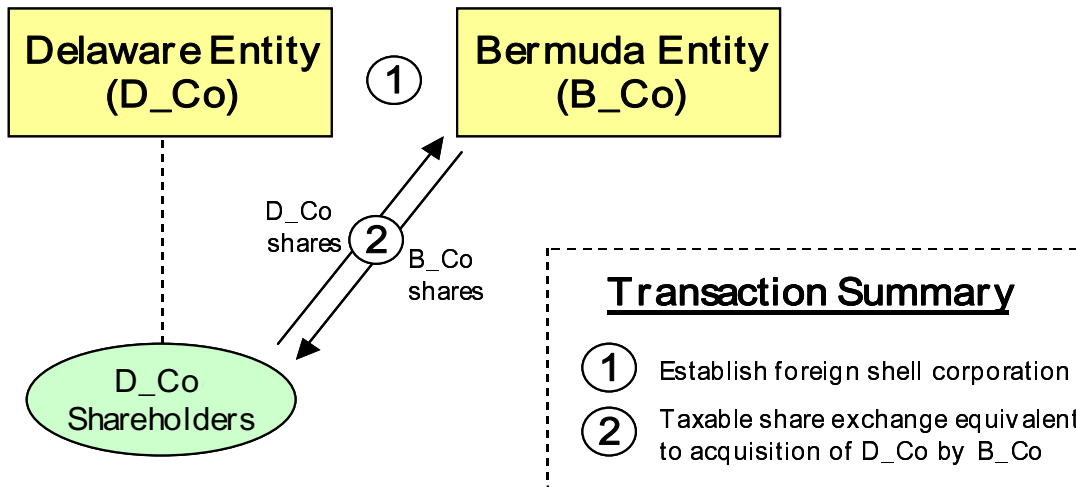 Delaware Entity
(D_Co)
1
Bermuda Entity
(B_Co)
D_Co
shares
2
B_Co
shares
D_Co
Shareholders
Transaction Summary
1 Establish foreign shell corporation
2 Taxable share exchange equivalent
to acquisition of D_Co by B_Co